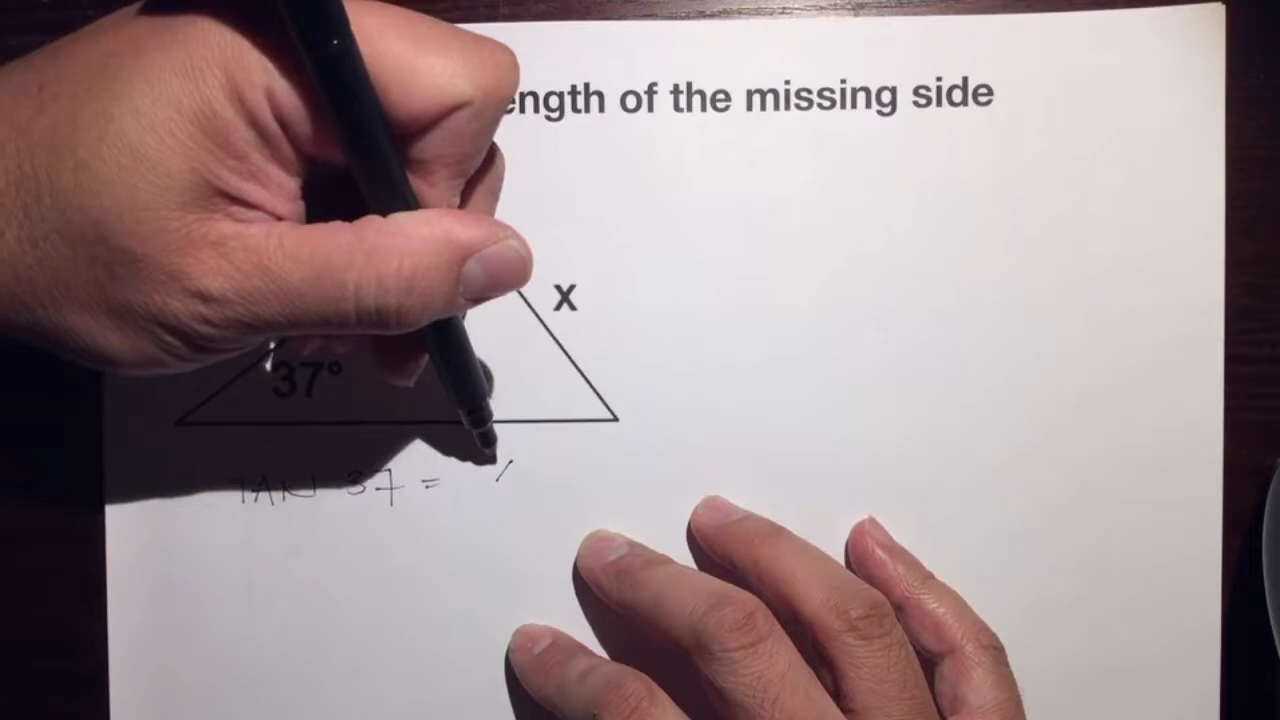 ength of the missing side
x
37°
TAN 37 =